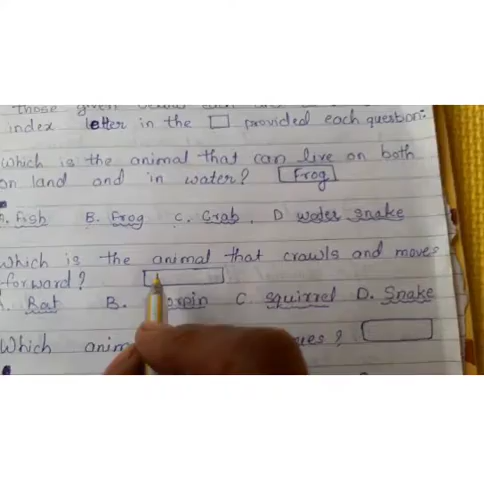 those given
index letter in the □ provided each question:
Which is the animal that can live on both
on land and in water? Frog
A. Fish B. Frog C. Crab. D water snake
Which is the animal that crawls and moves
forward?
Rat B. C. squirrel D. Snake
Which